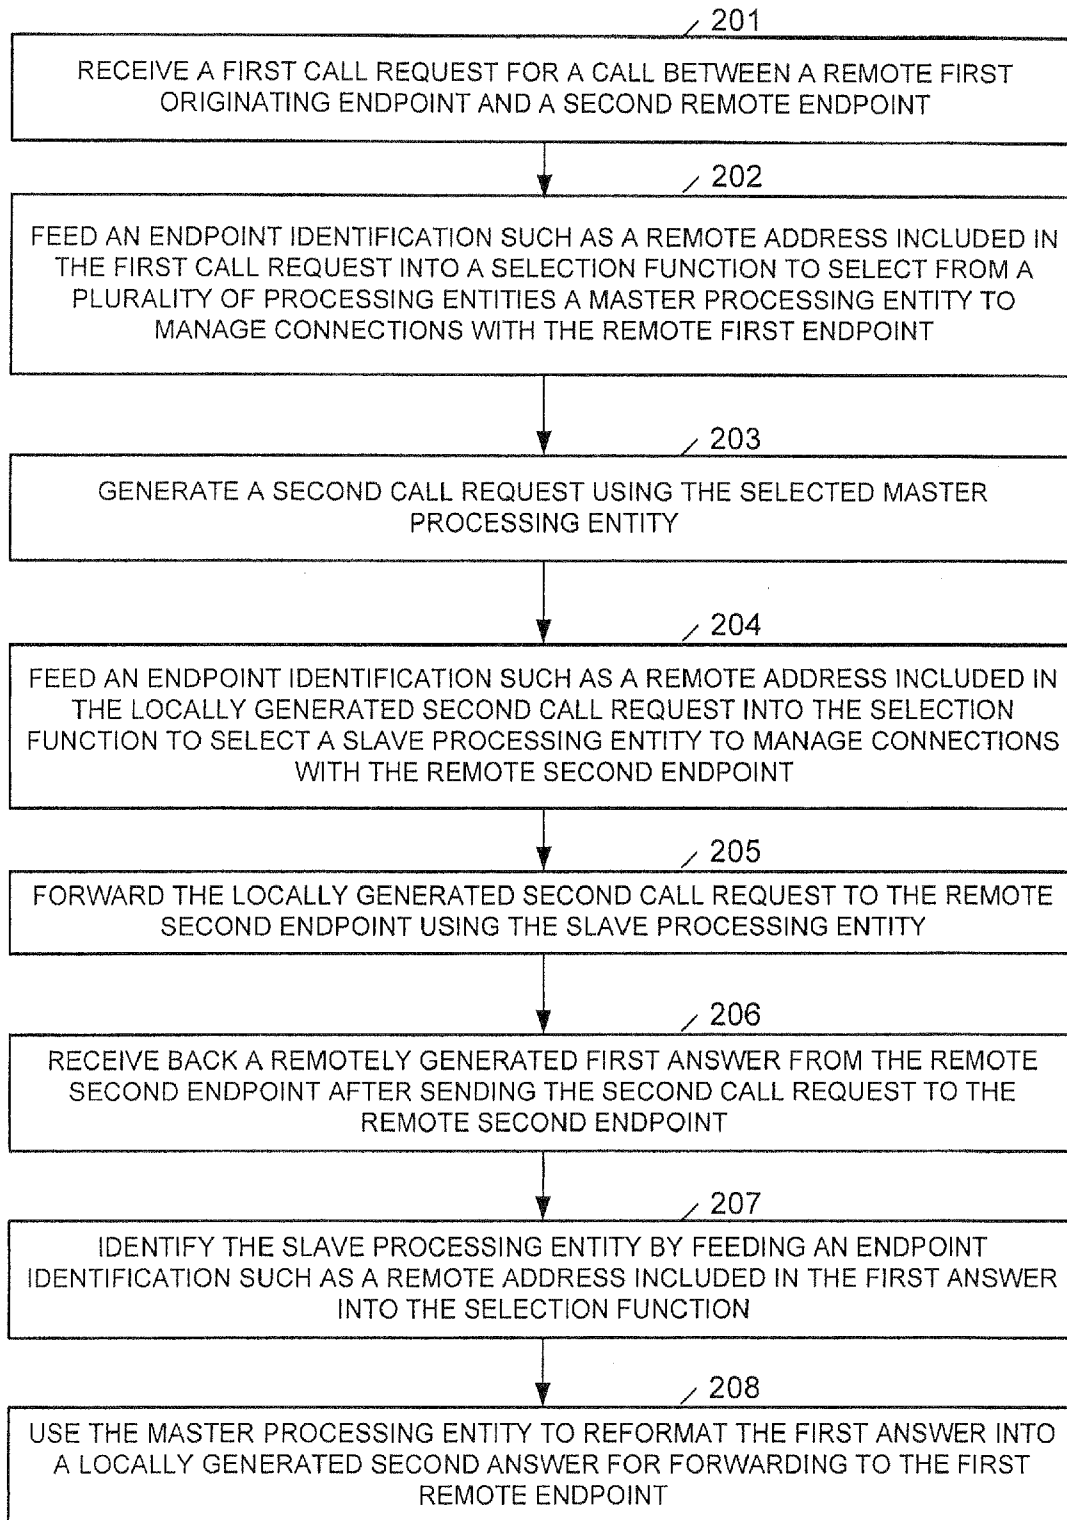 201
RECEIVE A FIRST CALL REQUEST FOR A CALL BETWEEN A REMOTE FIRST
ORIGINATING ENDPOINT AND A SECOND REMOTE ENDPOINT
202
FEED AN ENDPOINT IDENTIFICATION SUCH AS A REMOTE ADDRESS INCLUDED IN
THE FIRST CALL REQUEST INTO A SELECTION FUNCTION TO SELECT FROM A
PLURALITY OF PROCESSING ENTITIES A MASTER PROCESSING ENTITY TO
MANAGE CONNECTIONS WITH THE REMOTE FIRST ENDPOINT
203
GENERATE A SECOND CALL REQUEST USING THE SELECTED MASTER
PROCESSING ENTITY
204
FEED AN ENDPOINT IDENTIFICATION SUCH AS A REMOTE ADDRESS INCLUDED IN
THE LOCALLY GENERATED SECOND CALL REQUEST INTO THE SELECTION
FUNCTION TO SELECT A SLAVE PROCESSING ENTITY TO MANAGE CONNECTIONS
WITH THE REMOTE SECOND ENDPOINT
205
FORWARD THE LOCALLY GENERATED SECOND CALL REQUEST TO THE REMOTE
SECOND ENDPOINT USING THE SLAVE PROCESSING ENTITY
206
RECEIVE BACK A REMOTELY GENERATED FIRST ANSWER FROM THE REMOTE
SECOND ENDPOINT AFTER SENDING THE SECOND CALL REQUEST TO THE
REMOTE SECOND ENDPOINT
207
IDENTIFY THE SLAVE PROCESSING ENTITY BY FEEDING AN ENDPOINT
IDENTIFICATION SUCH AS A REMOTE ADDRESS INCLUDED IN THE FIRST ANSWER
INTO THE SELECTION FUNCTION
208
USE THE MASTER PROCESSING ENTITY TO REFORMAT THE FIRST ANSWER INTO
A LOCALLY GENERATED SECOND ANSWER FOR FORWARDING TO THE FIRST
REMOTE ENDPOINT